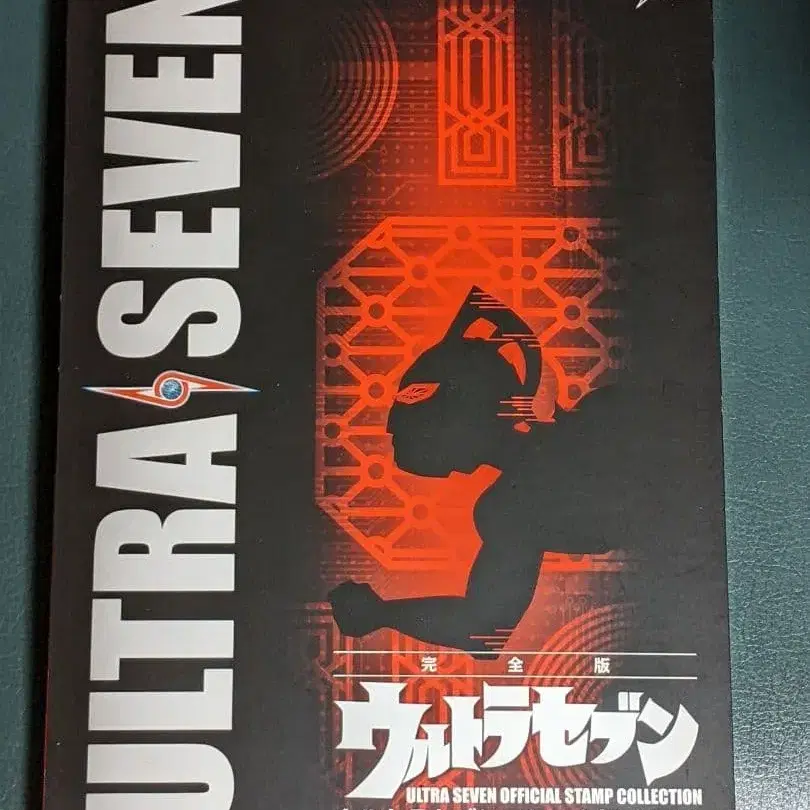 ULTRA SEVEN
完全版
ウルトラセブン
ULTRA SEVEN OFFICIAL STAMP COLLECTION